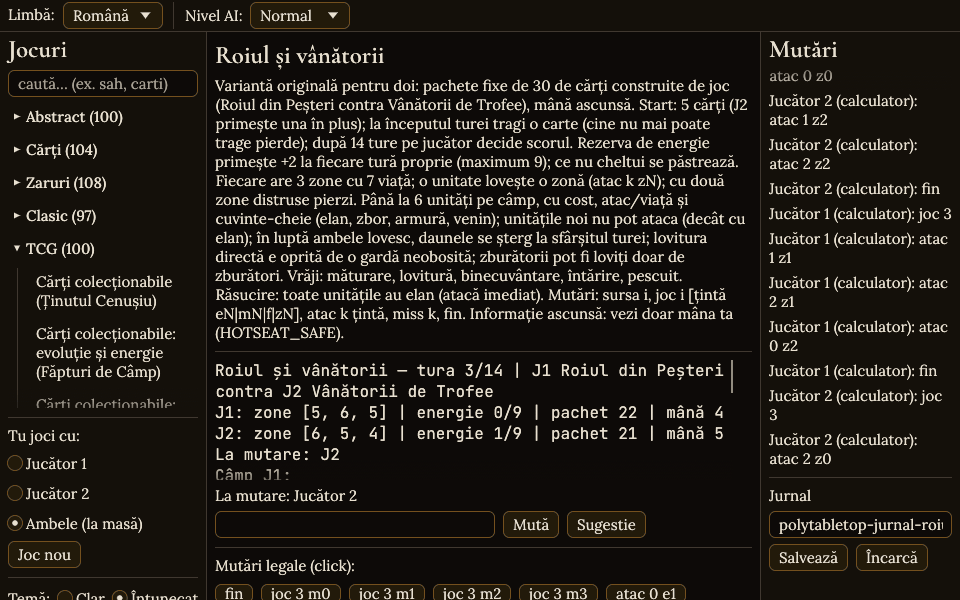 Limbă: Română ▼ Nivel AI: Normal ▼
Jocuri
caută... (ex. sah, carti)
▸ Abstract (100)
▸ Cărți (104)
▸ Zaruri (108)
▸ Clasic (97)
▾ TCG (100)
Cărți colecționabile
(Ținutul Cenușiu)
Cărți colecționabile:
evoluție și energie
(Făpturi de Câmp)
Cărți colecționabile:
Tu joci cu:
Jucător 1
Jucător 2
Ambele (la masă)
Joc nou
Temă: Clar Întunecat
Roiul și vânătorii
Variantă originală pentru doi: pachete fixe de 30 de cărți construite de joc
(Roiul din Peșteri contra Vânătorii de Trofee), mână ascunsă. Start: 5 cărți (J2
primește una în plus); la începutul turei tragi o carte (cine nu mai poate
trage pierde); după 14 ture pe jucător decide scorul. Rezerva de energie
primește +2 la fiecare tură proprie (maximum 9); ce nu cheltui se păstrează.
Fiecare are 3 zone cu 7 viață; o unitate lovește o zonă (atac k zN); cu două
zone distruse pierzi. Până la 6 unități pe câmp, cu cost, atac/viață și
cuvinte-cheie (elan, zbor, armură, venin); unitățile noi nu pot ataca (decât cu
elan); în luptă ambele lovesc, daunele se șterg la sfârșitul turei; lovitura
directă e oprită de o gardă neobosită; zburătorii pot fi loviți doar de
zburători. Vrăji: măturare, lovitură, binecuvântare, întărire, pescuit.
Răsucire: toate unitățile au elan (atacă imediat). Mutări: sursa i, joc i [țintă
eN|mN|f|zN], atac k țintă, miss k, fin. Informație ascunsă: vezi doar mâna ta
(HOTSEAT_SAFE).
Roiul și vânătorii — tura 3/14 | J1 Roiul din Peșteri
contra J2 Vânătorii de Trofee
J1: zone [5, 6, 5] | energie 0/9 | pachet 22 | mână 4
J2: zone [6, 5, 4] | energie 1/9 | pachet 21 | mână 5
La mutare: J2
Câmp J1:
La mutare: Jucător 2
Mută Sugestie
Mutări legale (click):
fin joc 3 m0 joc 3 m1 joc 3 m2 joc 3 m3 atac 0 e1
Mutări
atac 0 z0
Jucător 2 (calculator):
atac 1 z2
Jucător 2 (calculator):
atac 2 z2
Jucător 2 (calculator): fin
Jucător 1 (calculator): joc 3
Jucător 1 (calculator): atac
1 z1
Jucător 1 (calculator): atac
2 z1
Jucător 1 (calculator): atac
0 z2
Jucător 1 (calculator): fin
Jucător 2 (calculator): joc
3
Jucător 2 (calculator):
atac 2 z0
Jurnal
polytabletop-jurnal-roiu
Salvează Încarcă